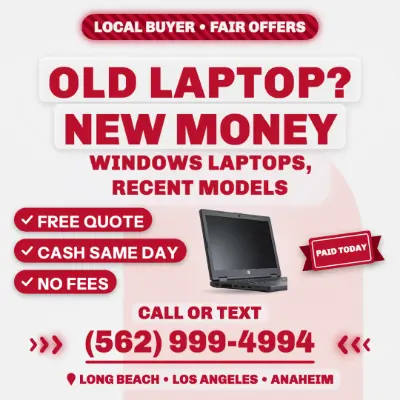 LOCAL BUYER • FAIR OFFERS
OLD LAPTOP?
NEW MONEY
WINDOWS LAPTOPS,
RECENT MODELS
FREE QUOTE
CASH SAME DAY
NO FEES
PAID TODAY
CALL OR TEXT
(562) 999-4994
LONG BEACH • LOS ANGELES • ANAHEIM